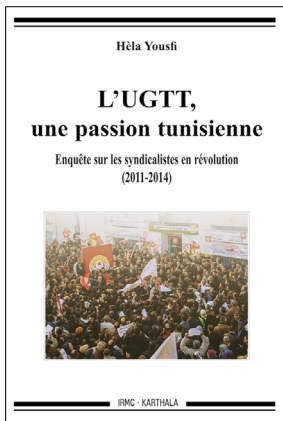 Hèla Yousfi
L'UGTT,
une passion tunisienne
Enquête sur les syndicalistes en révolution
(2011-2014)
IRMC - KARTHALA